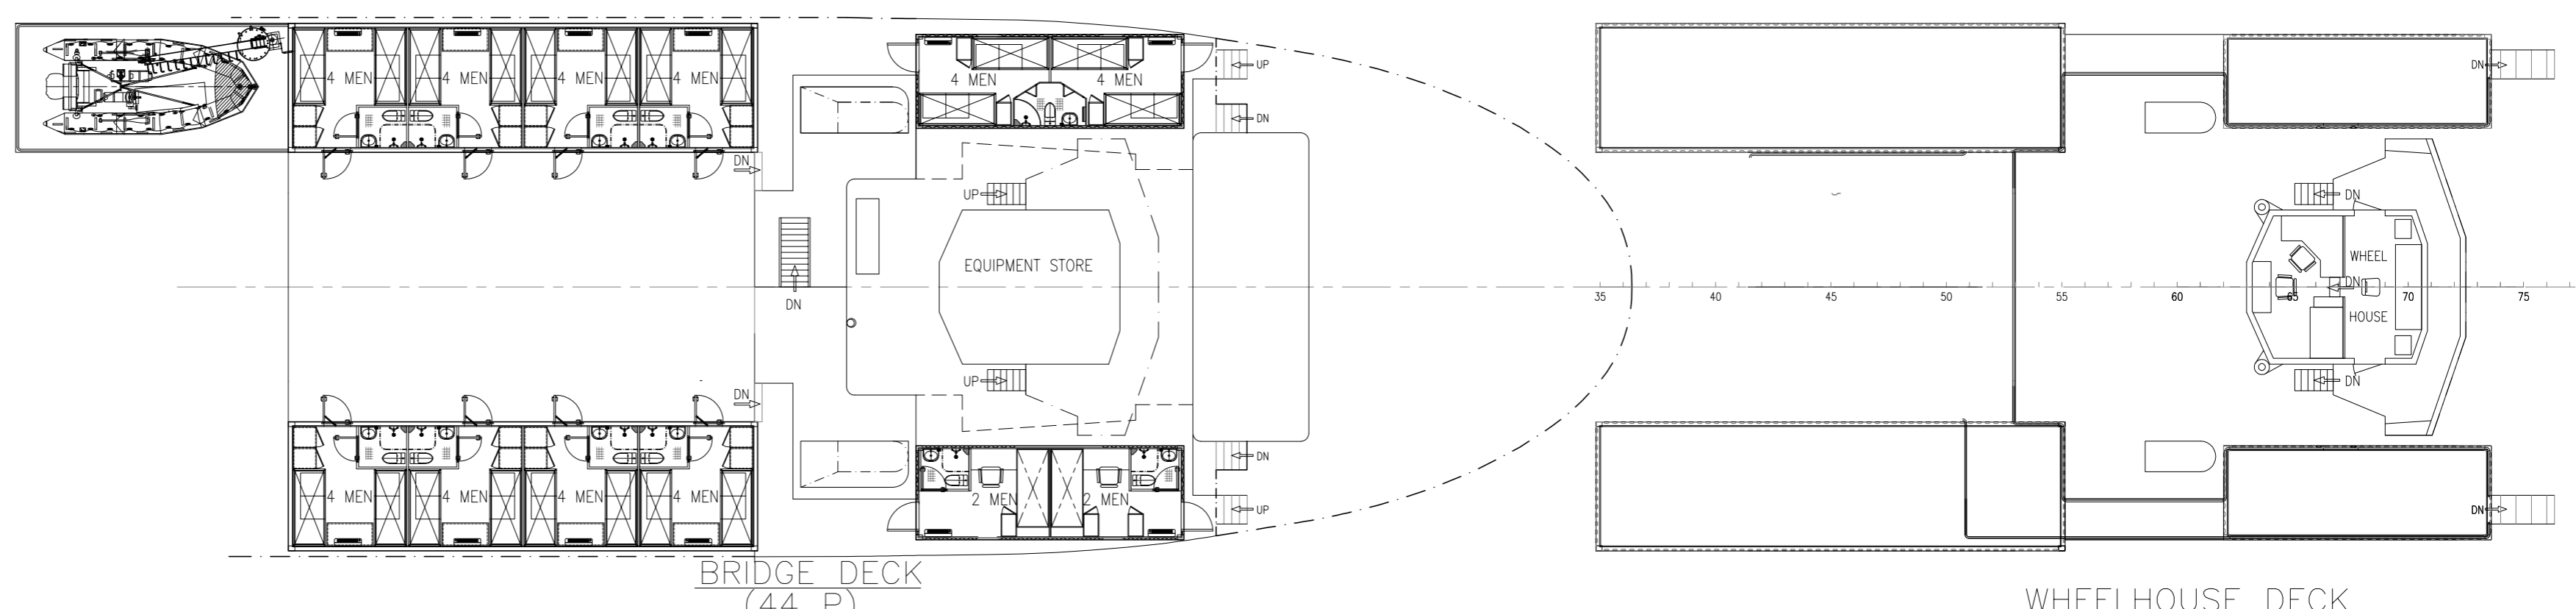 4 MEN 4 MEN 4 MEN 4 MEN
4 MEN 4 MEN
UP
DN
DN
UP
EQUIPMENT STORE
DN
UP
DN
4 MEN 4 MEN 4 MEN 4 MEN
2 MEN 2 MEN
DN
UP
BRIDGE DECK
(44 P)
DN
DN
WHEEL
DN
HOUSE
35 40 45 50 55 60 65 70 75
DN
DN
WHEELHOUSE DECK